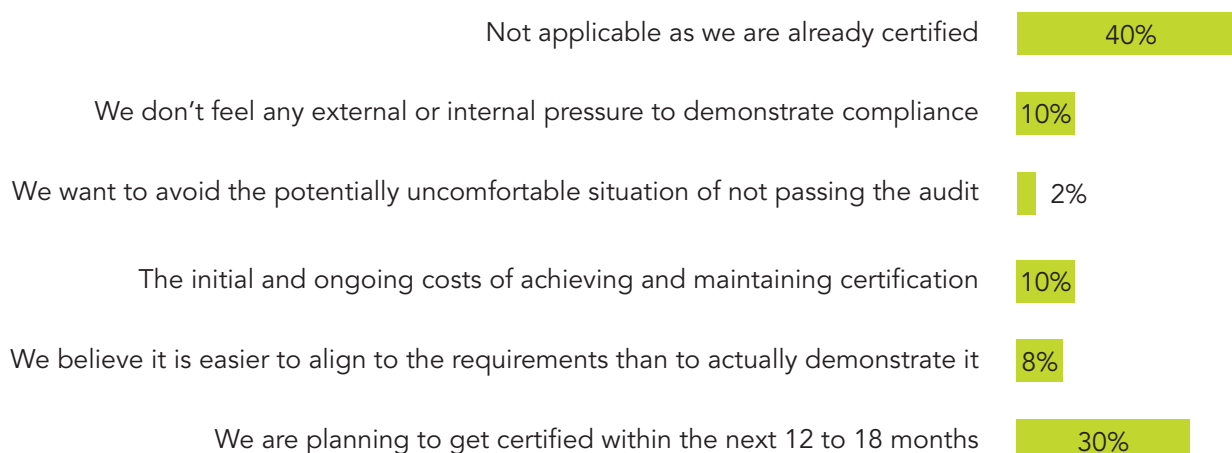 Not applicable as we are already certified 40%
We don’t feel any external or internal pressure to demonstrate compliance 10%
We want to avoid the potentially uncomfortable situation of not passing the audit 2%
The initial and ongoing costs of achieving and maintaining certification 10%
We believe it is easier to align to the requirements than to actually demonstrate it 8%
We are planning to get certified within the next 12 to 18 months 30%